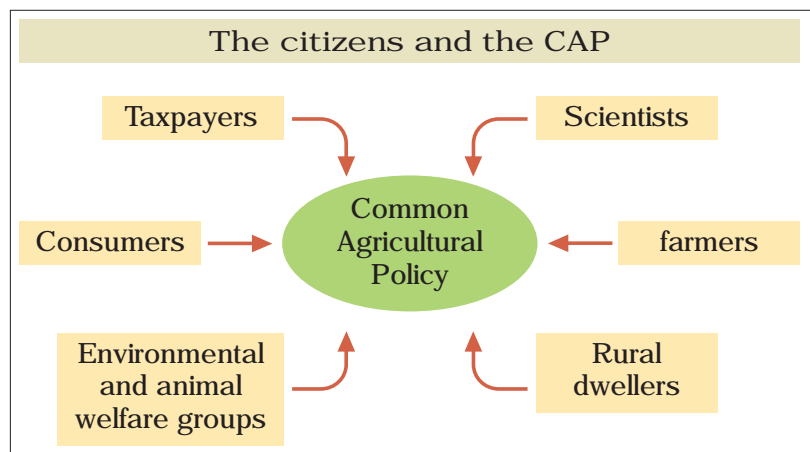 The citizens and the CAP
Taxpayers
Scientists
Common
Agricultural
Policy
Consumers
farmers
Environmental
and animal
welfare groups
Rural
dwellers